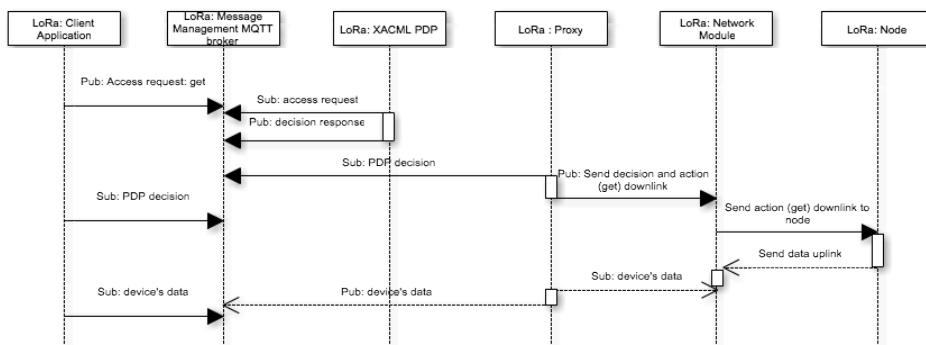 LoRa: Client
Application
LoRa: Message
Management MQTT
broker
LoRa: XACML PDP
LoRa : Proxy
LoRa: Network
Module
LoRa: Node
Pub: Access request: get
Sub: access request
Pub: decision response
Sub: PDP decision
Pub: Send decision and action
(get) downlink
Sub: PDP decision
Send action (get) downlink to
node
Send data uplink
Sub: device's data
Sub: device's data
Pub: device's data